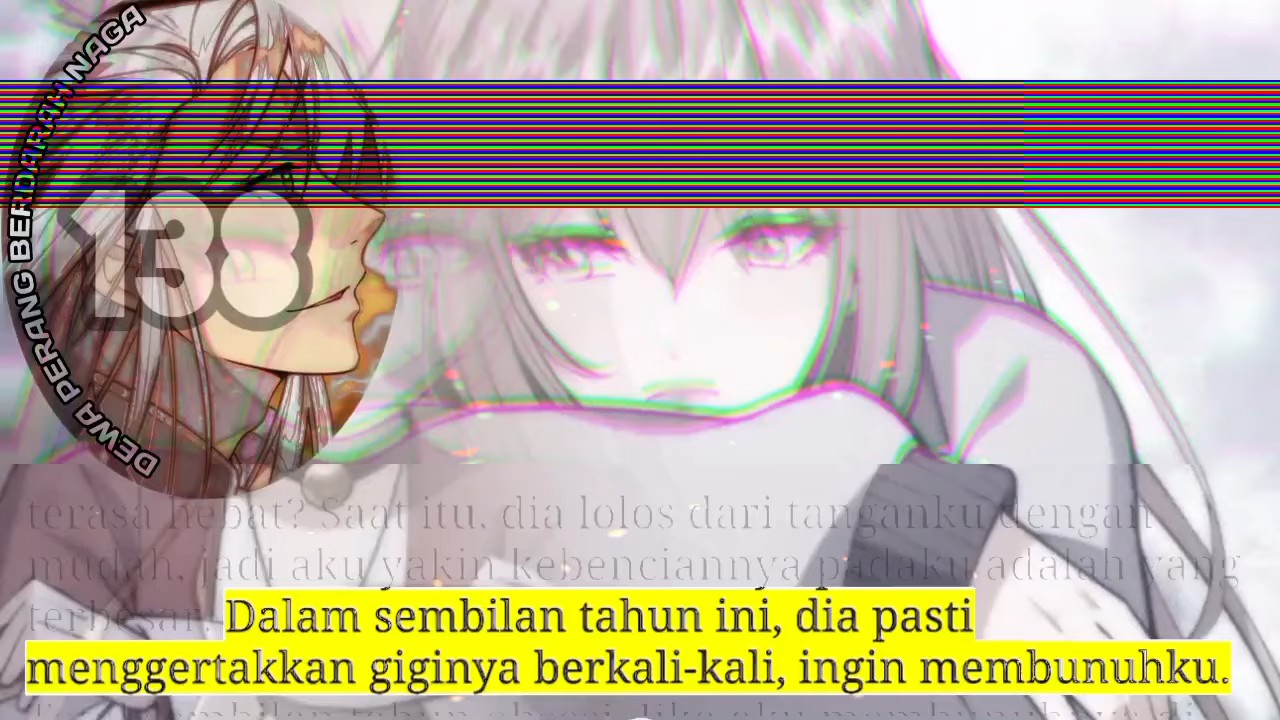 DEWA PERANG BERDARAH NAGA
138
terasa hebat? Saat itu, dia lolos dari tanganku dengan
mudah, jadi aku yakin kebenciannya padaku adalah yang
terbesar. Dalam sembilan tahun ini, dia pasti
menggertakkan giginya berkali-kali, ingin membunuhku.